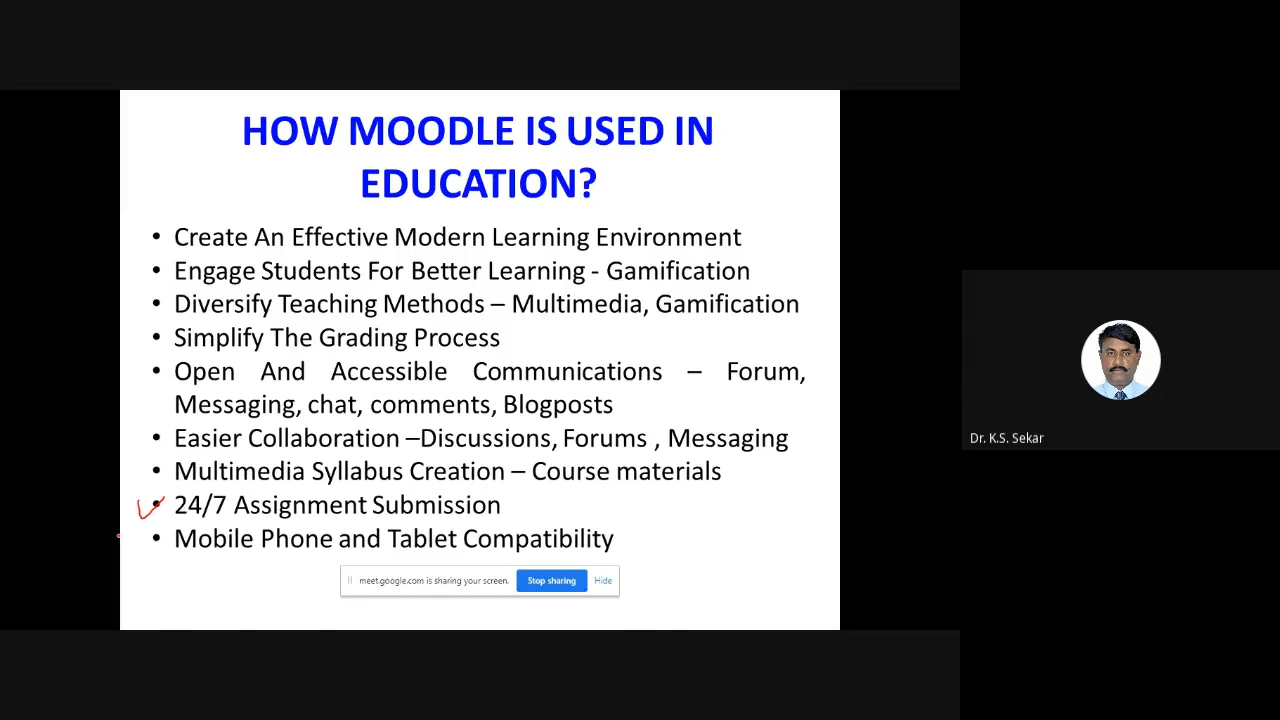 HOW MOODLE IS USED IN
EDUCATION?
• Create An Effective Modern Learning Environment
• Engage Students For Better Learning - Gamification
• Diversify Teaching Methods – Multimedia, Gamification
• Simplify The Grading Process
• Open And Accessible Communications – Forum,
Messaging, chat, comments, Blogposts
• Easier Collaboration –Discussions, Forums , Messaging
• Multimedia Syllabus Creation – Course materials
• 24/7 Assignment Submission
• Mobile Phone and Tablet Compatibility
meet.google.com is sharing your screen. Stop sharing Hide
Dr. K.S. Sekar